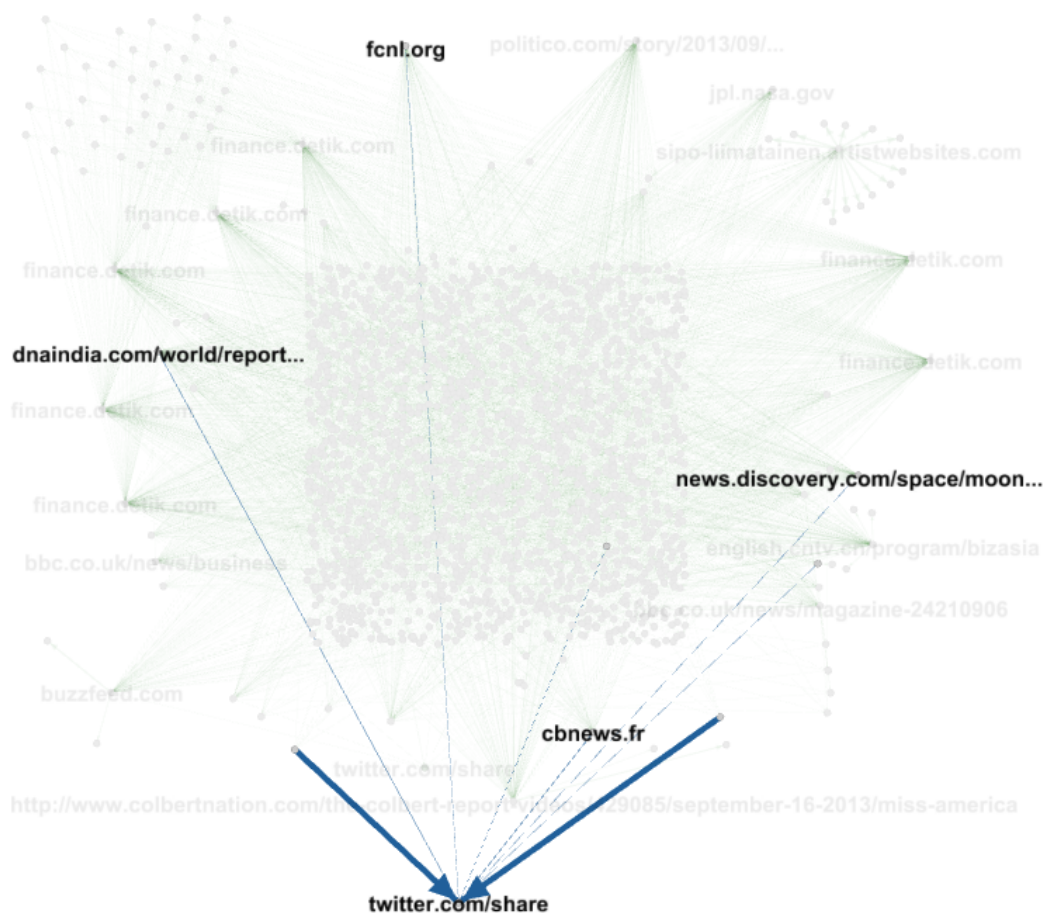 fcnl.org
politico.com/story/2013/09/...
jpl.nasa.gov
finance.detik.com
sipo-liimatainen.artistwebsites.com
finance.detik.com
finance.detik.com
finance.detik.com
dnaindia.com/world/report...
finance.detik.com
finance.detik.com
news.discovery.com/space/moon...
finance.detik.com
english.cntv.cn/program/bizasia
bbc.co.uk/news/business
bbc.co.uk/news/magazine-24210906
buzzfeed.com
cbnews.fr
twitter.com/share
http://www.colbertnation.com/the-colbert-report-videos/429085/september-16-2013/miss-america
twitter.com/share